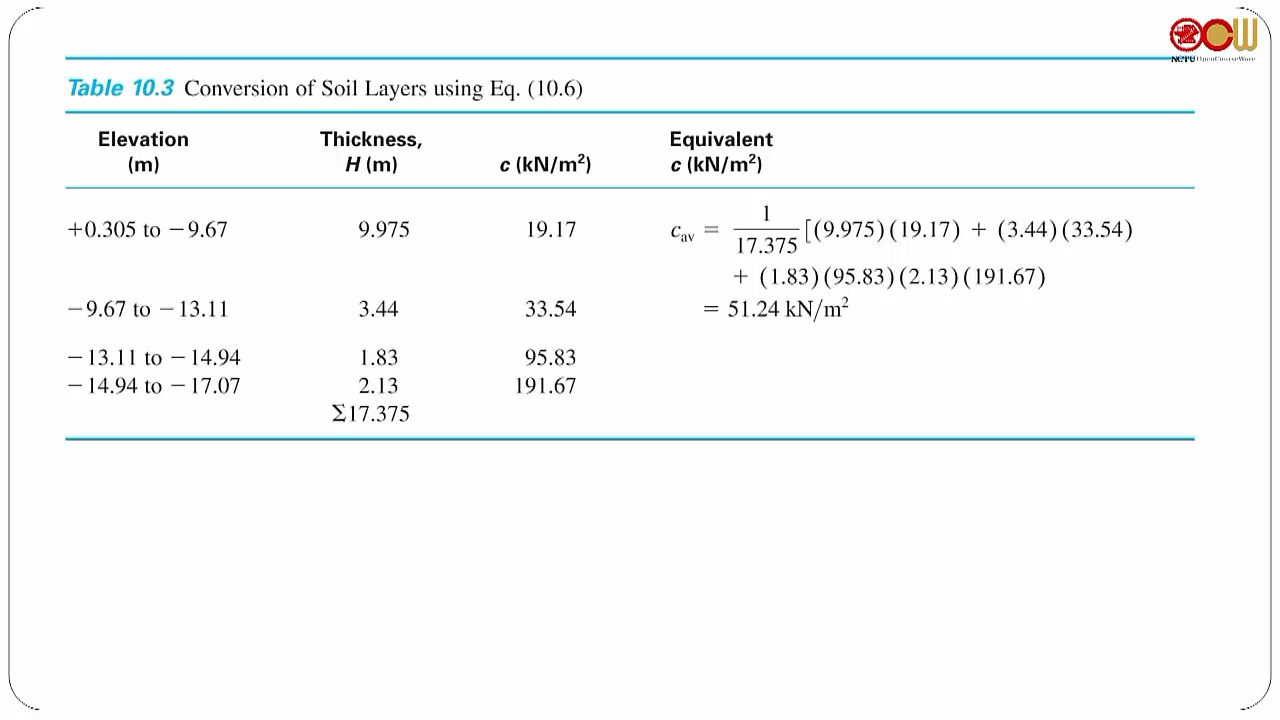 NCTU OpenCourseWare
Table 10.3 Conversion of Soil Layers using Eq. (10.6)
Elevation (m) Thickness, H (m) c (kN/m²) Equivalent c (kN/m²)
+0.305 to −9.67 9.975 19.17 c_av = 1/17.375 [(9.975)(19.17) + (3.44)(33.54)
+ (1.83)(95.83)(2.13)(191.67)
−9.67 to −13.11 3.44 33.54 = 51.24 kN/m²
−13.11 to −14.94 1.83 95.83
−14.94 to −17.07 2.13 191.67
Σ17.375